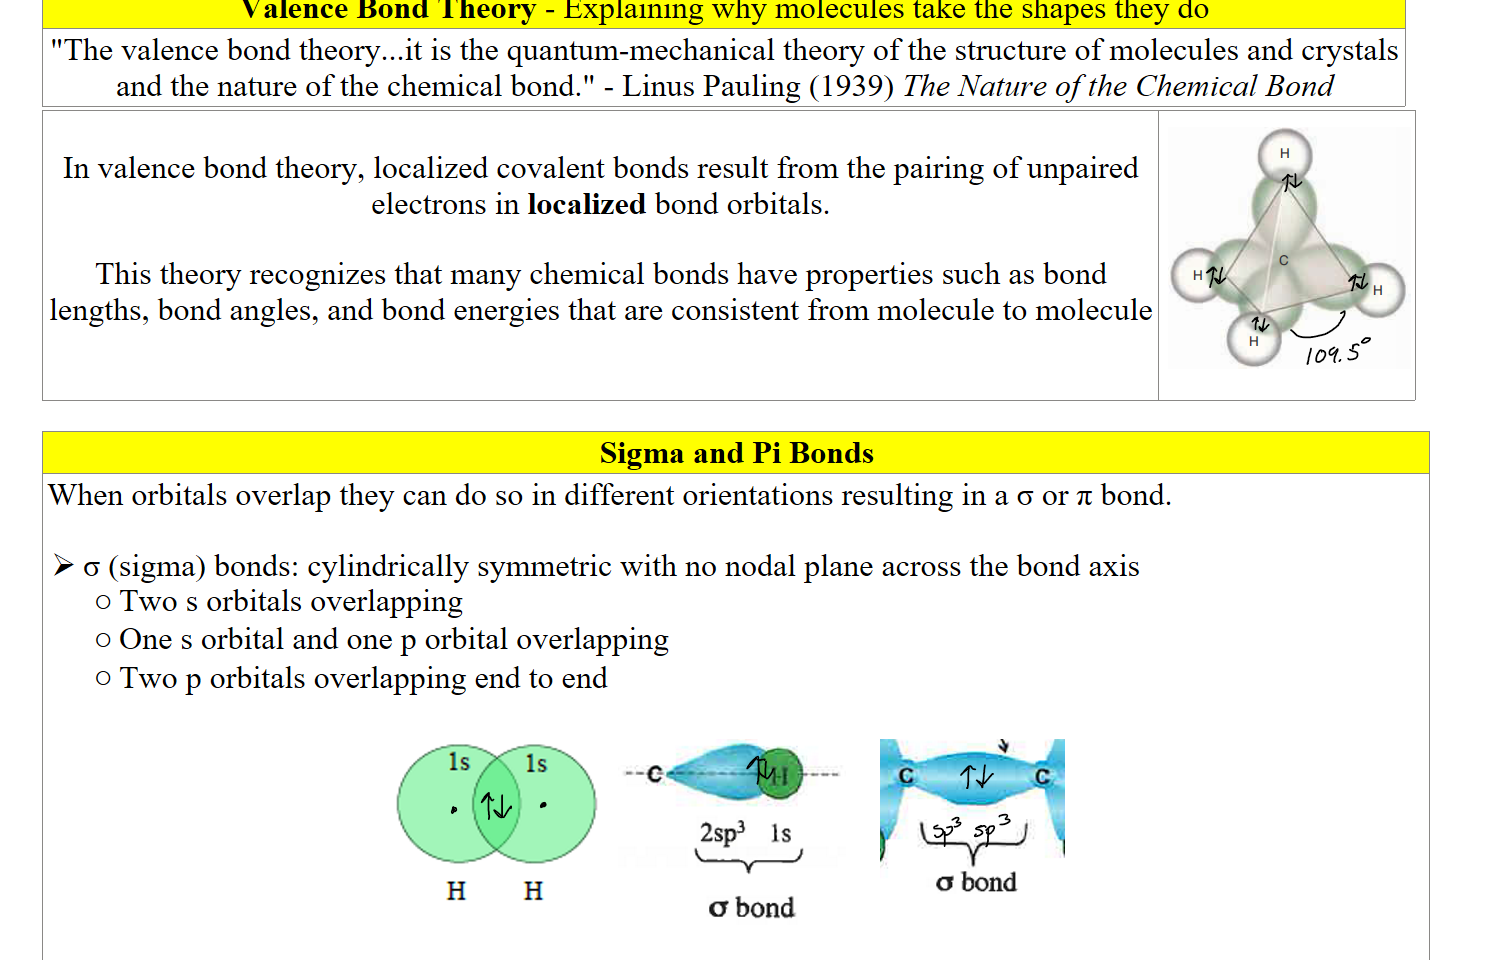 Valence Bond Theory - Explaining why molecules take the shapes they do
"The valence bond theory...it is the quantum-mechanical theory of the structure of molecules and crystals
and the nature of the chemical bond." - Linus Pauling (1939) The Nature of the Chemical Bond
In valence bond theory, localized covalent bonds result from the pairing of unpaired
electrons in localized bond orbitals.
This theory recognizes that many chemical bonds have properties such as bond
lengths, bond angles, and bond energies that are consistent from molecule to molecule
H
↑↓
C
H ↑↓
↑↓ H
↑↓
H
109.5°
Sigma and Pi Bonds
When orbitals overlap they can do so in different orientations resulting in a σ or π bond.
➢ σ (sigma) bonds: cylindrically symmetric with no nodal plane across the bond axis
○ Two s orbitals overlapping
○ One s orbital and one p orbital overlapping
○ Two p orbitals overlapping end to end
1s 1s
↑↓
H H
C ↑↓ H
2sp³ 1s
σ bond
C ↑↓ C
sp³ sp³
σ bond